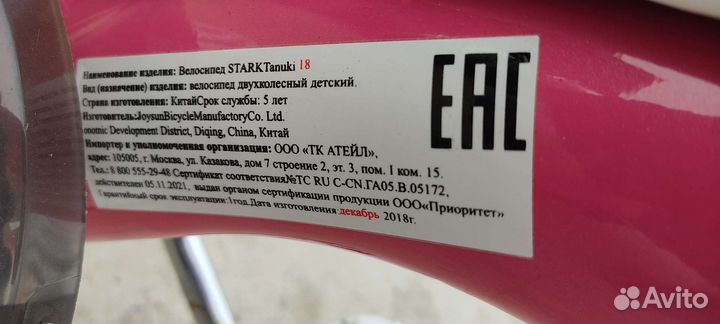 Наименование изделия: Велосипед STARKTanuki 18
Вид (назначение) изделия: велосипед двухколесный детский.
Страна изготовления: КитайСрок службы: 5 лет
Изготовитель:JoysunBicycleManufactoryCo. Ltd.
onomic Development District, Diqing, China, Китай
Импортер и уполномоченная организация: ООО «ТК АТЕЙЛ»,
адрес: 105005, г. Москва, ул. Казакова, дом 7 строение 2, эт. 3, пом. 1 ком. 15.
Тел.: 8 800 555-29-48 Сертификат соответствия№ТС RU C-CN.ГА05.В.05172,
действителен 05.11.2021, выдан органом сертификации продукции ООО«Приоритет»
Гарантийный срок эксплуатации:1год.Дата изготовления:декабрь 2018г.
EAC
Avito